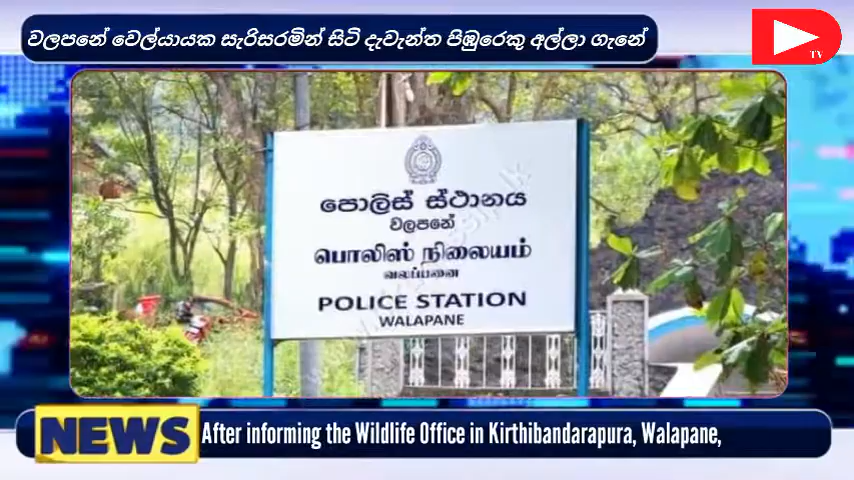 වලපනේ වෙල්යායක සැරිසරමින් සිටි දැවැන්ත පිඹුරෙකු අල්ලා ගැනේ
TV
පොලිස් ස්ථානය
වලපනේ
பொலிஸ் நிலையம்
வலப்பனை
POLICE STATION
WALAPANE
NEWS
After informing the Wildlife Office in Kirthibandarapura, Walapane,